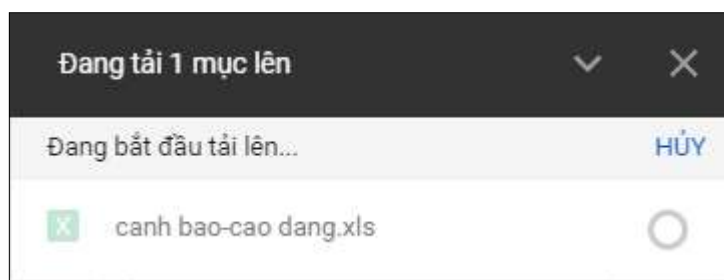 Đang tải 1 mục lên
Đang bắt đầu tải lên...
HỦY
canh bao-cao dang.xls